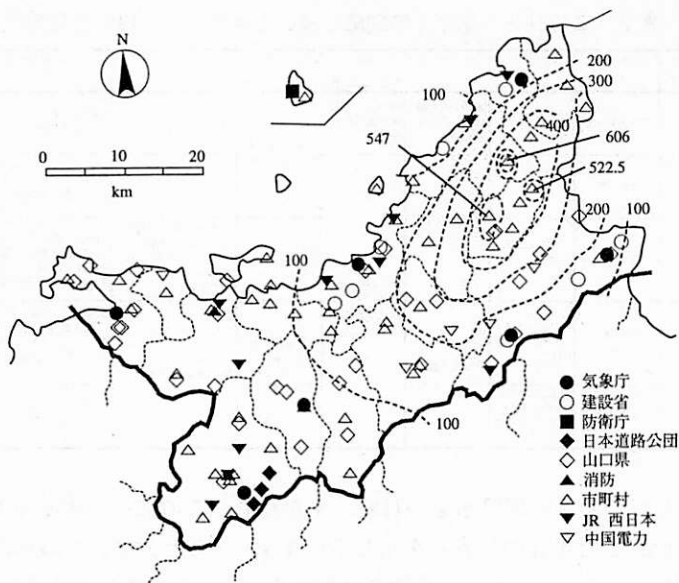 N
0 10 20
km
100
200
300
400
547
606
522.5
200
100
100
100
● 気象庁
○ 建設省
■ 防衛庁
◆ 日本道路公団
◇ 山口県
▲ 消防
△ 市町村
▼ JR 西日本
▽ 中国電力